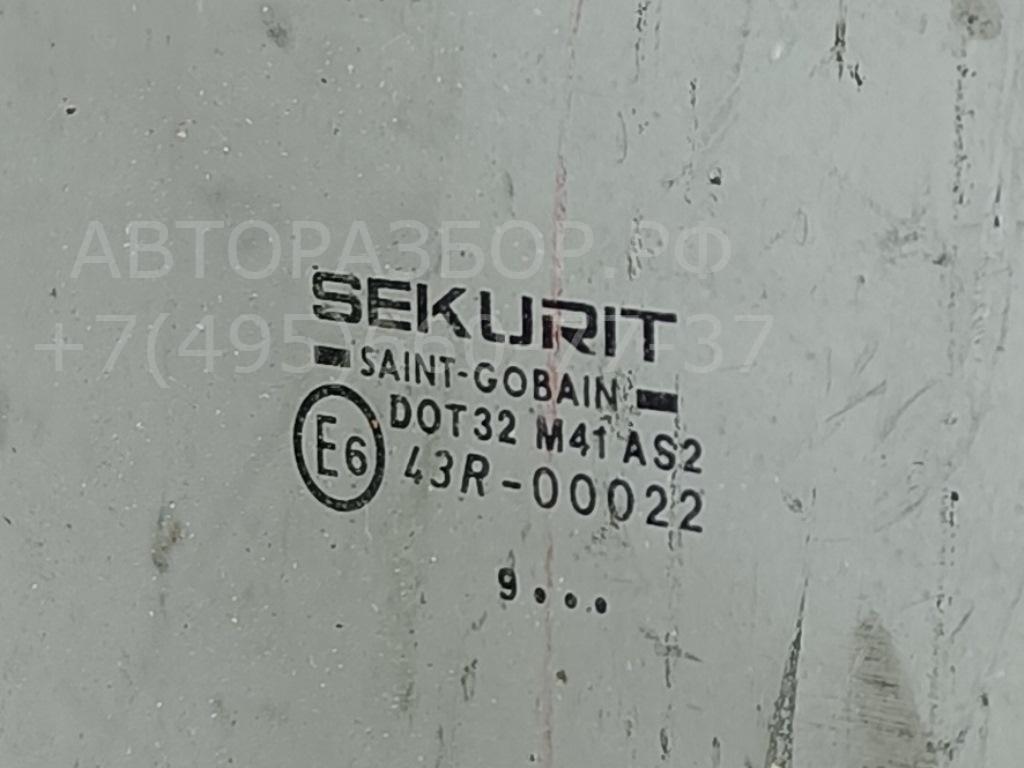 АВТОРАЗБОР.РФ
SEKURIT
SAINT-GOBAIN
DOT32 M41 AS2
E6 43R-00022
9...